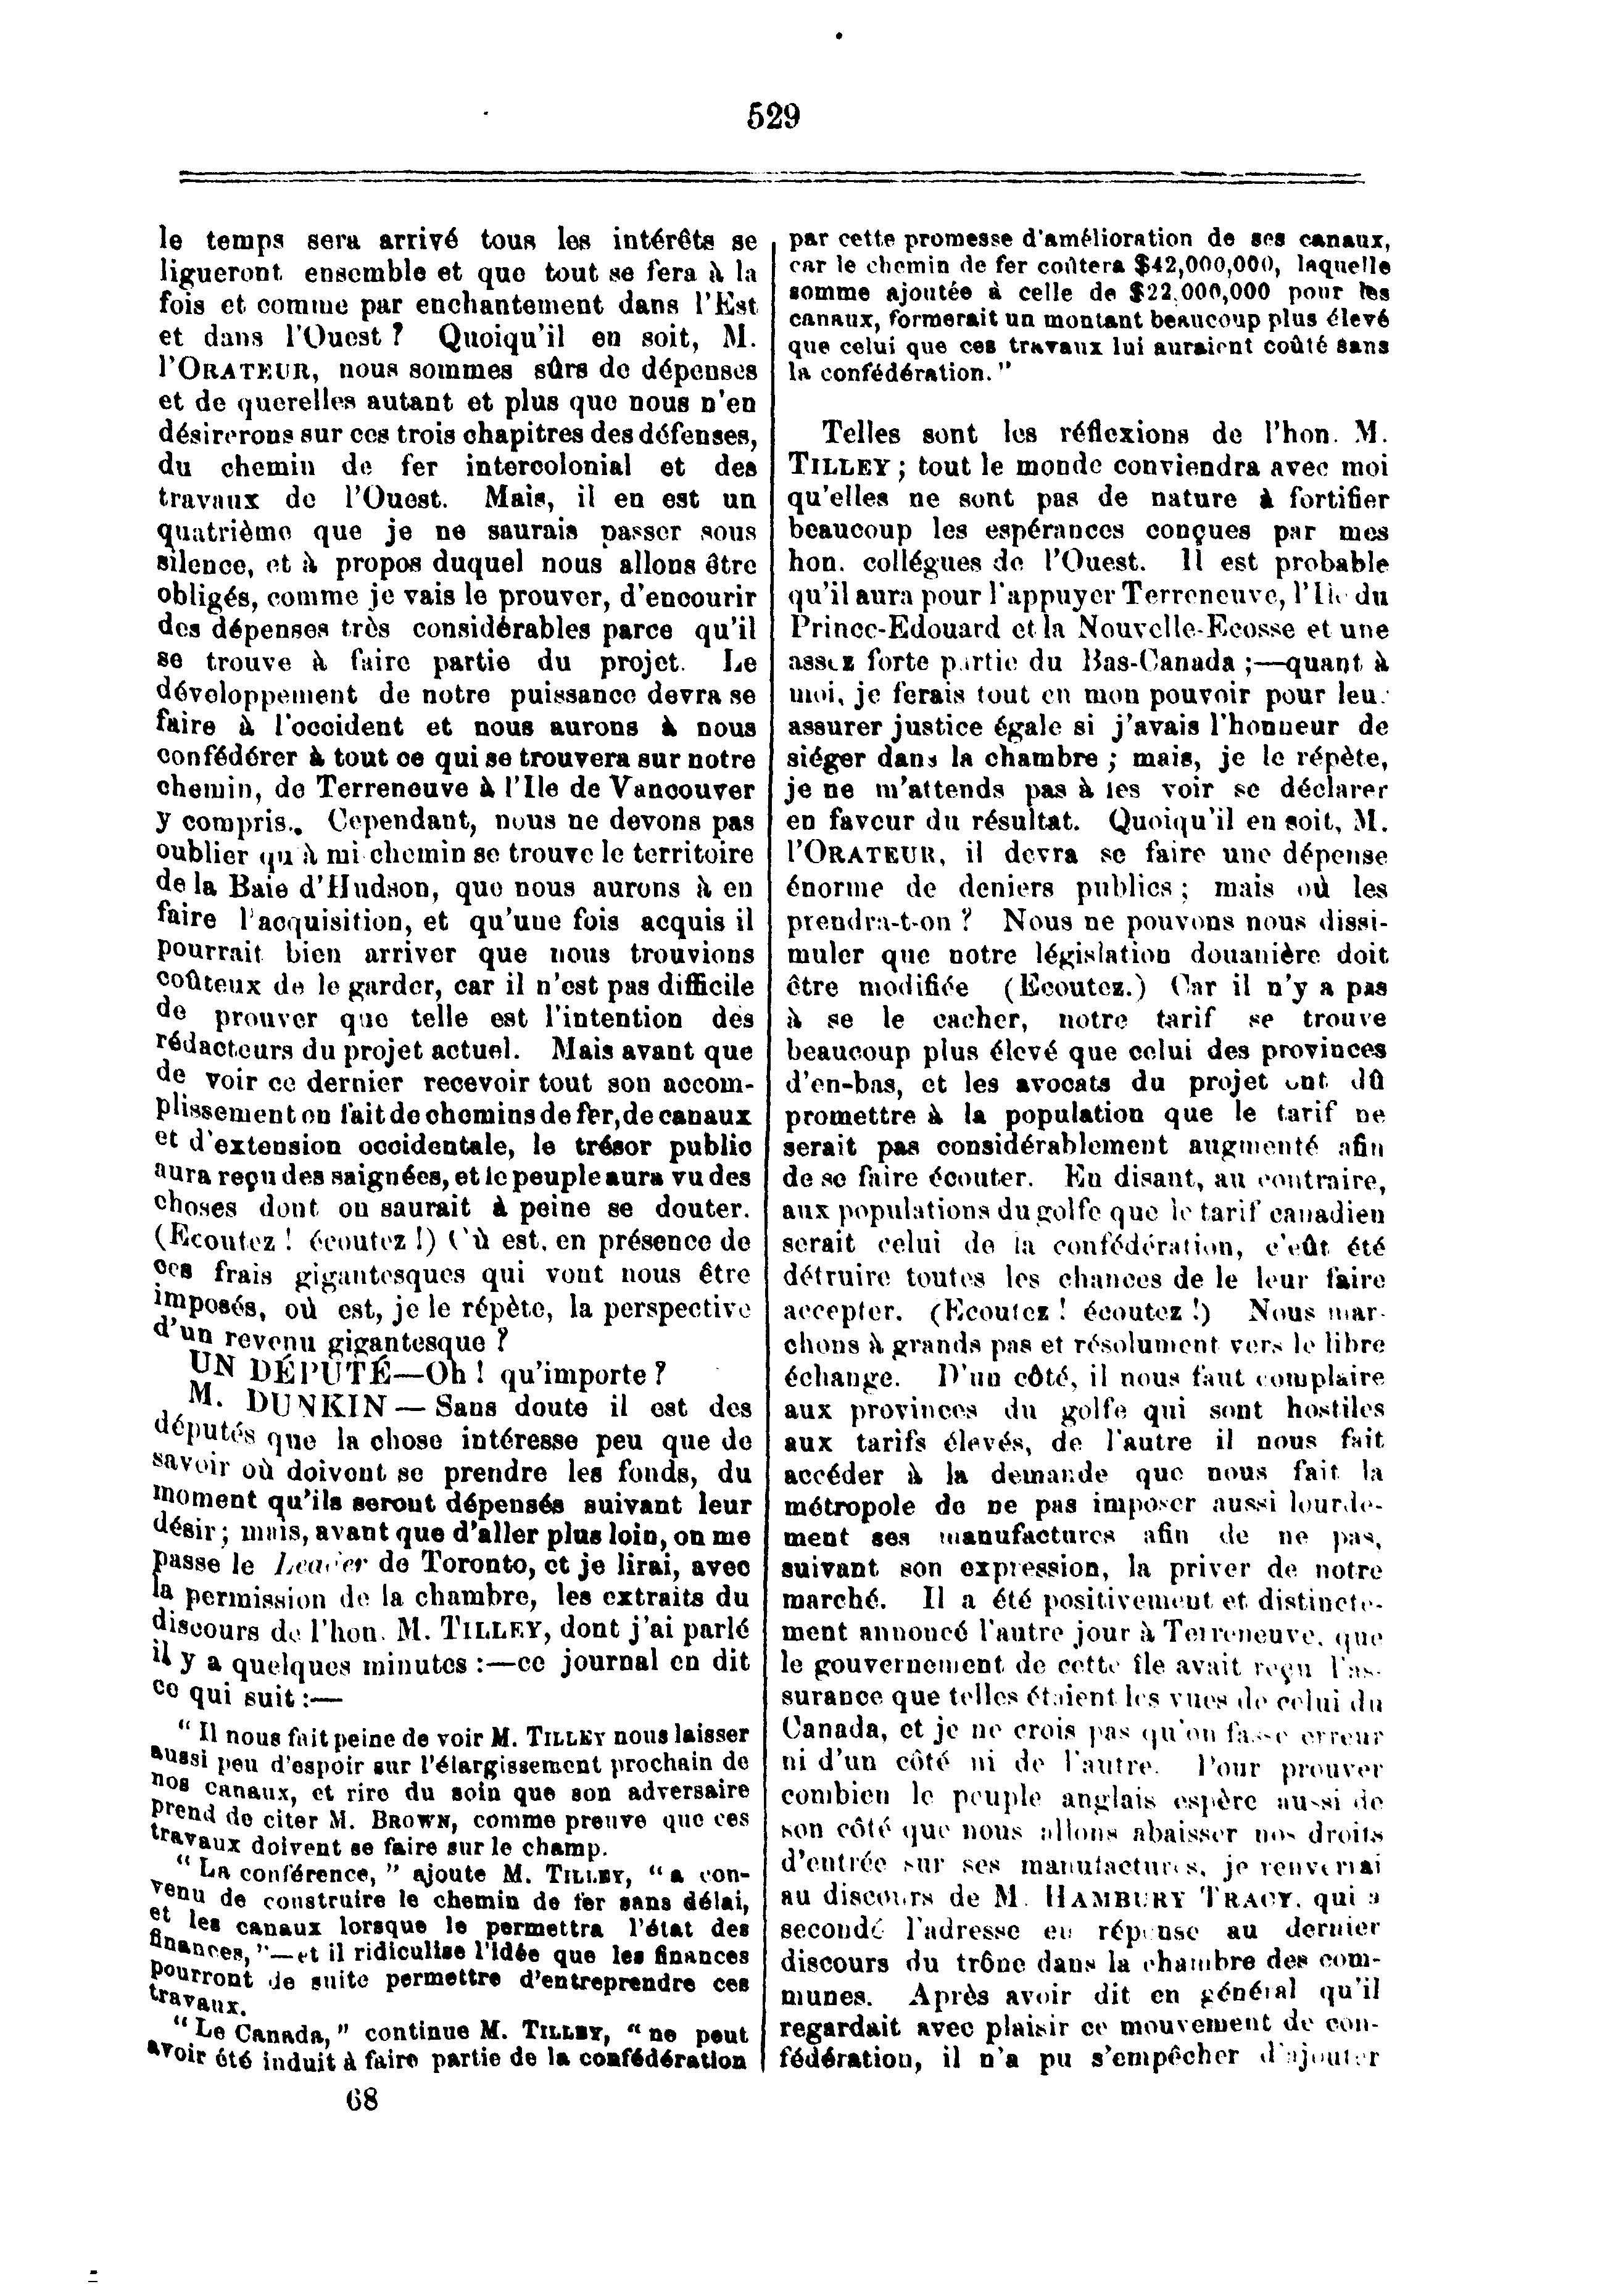 529
le temps sera arrivé tous les intérêts se
ligueront ensemble et que tout se fera à la
fois et comme par enchantement dans l'Est
et dans l'Ouest ? Quoiqu'il en soit, M.
l'ORATEUR, nous sommes sûrs de dépenses
et de querelles autant et plus que nous n'en
désirerons sur ces trois chapitres des défenses,
du chemin de fer intercolonial et des
travaux de l'Ouest. Mais, il en est un
quatrième que je ne saurais passer sous
silence, et à propos duquel nous allons être
obligés, comme je vais le prouver, d'encourir
des dépenses très considérables parce qu'il
se trouve à faire partie du projet. Le
développement de notre puissance devra se
faire à l'occident et nous aurons à nous
confédérer à tout ce qui se trouvera sur notre
chemin, de Terreneuve à l'Ile de Vancouver
y compris. Cependant, nous ne devons pas
oublier qu'à mi chemin se trouve le territoire
de la Baie d'Hudson, que nous aurons à en
faire l'acquisition, et qu'une fois acquis il
pourrait bien arriver que nous trouvions
coûteux de le garder, car il n'est pas difficile
de prouver que telle est l'intention des
rédacteurs du projet actuel. Mais avant que
de voir ce dernier recevoir tout son accom-
plissement en fait de chemins de fer, de canaux
et d'extension occidentale, le trésor public
aura reçu des saignées, et le peuple aura vu des
choses dont on saurait à peine se douter.
(Ecoutez ! écoutez !) Où est, en présence de
ces frais gigantesques qui vont nous être
imposés, où est, je le répète, la perspective
d'un revenu gigantesque ?
UN DÉPUTÉ—Oh ! qu'importe ?
M. DUNKIN — Sans doute il est des
députés que la chose intéresse peu que de
savoir où doivent se prendre les fonds, du
moment qu'ils seront dépensés suivant leur
désir ; mais, avant que d'aller plus loin, on me
passe le Leader de Toronto, et je lirai, avec
la permission de la chambre, les extraits du
discours de l'hon. M. TILLEY, dont j'ai parlé
il y a quelques minutes :—ce journal en dit
ce qui suit :—
" Il nous fait peine de voir M. TILLEY nous laisser
aussi peu d'espoir sur l'élargissement prochain de
nos canaux, et rire du soin que son adversaire
prend de citer M. BROWN, comme preuve que ces
travaux doivent se faire sur le champ.
" La conférence, " ajoute M. TILLEY, " a con-
venu de construire le chemin de fer sans délai,
et les canaux lorsque le permettra l'état des
finances, "—et il ridiculise l'idée que les finances
pourront de suite permettre d'entreprendre ces
travaux.
" Le Canada, " continue M. TILLEY, " ne peut
avoir été induit à faire partie de la confédération
68
par cette promesse d'amélioration de ses canaux,
car le chemin de fer coûtera $42,000,000, laquelle
somme ajoutée à celle de $22,000,000 pour les
canaux, formerait un montant beaucoup plus élevé
que celui que ces travaux lui auraient coûté sans
la confédération. "
Telles sont les réflexions de l'hon. M.
TILLEY ; tout le monde conviendra avec moi
qu'elles ne sont pas de nature à fortifier
beaucoup les espérances conçues par mes
hon. collégues de l'Ouest. Il est probable
qu'il aura pour l'appuyer Terreneuve, l'Ile du
Prince-Edouard et la Nouvelle-Ecosse et une
assez forte partie du Bas-Canada ;—quant à
moi, je ferais tout en mon pouvoir pour leur
assurer justice égale si j'avais l'honneur de
siéger dans la chambre ; mais, je le répète,
je ne m'attends pas à les voir se déclarer
en faveur du résultat. Quoiqu'il en soit, M.
l'ORATEUR, il devra se faire une dépense
énorme de deniers publics ; mais où les
prendra-t-on ? Nous ne pouvons nous dissi-
muler que notre législation douanière doit
être modifiée (Ecoutez.) Car il n'y a pas
à se le cacher, notre tarif se trouve
beaucoup plus élevé que celui des provinces
d'en-bas, et les avocats du projet ont dû
promettre à la population que le tarif ne
serait pas considérablement augmenté afin
de se faire écouter. En disant, au contraire,
aux populations du golfe que le tarif canadien
serait celui de la confédération, c'eût été
détruire toutes les chances de le leur faire
accepter. (Ecoutez ! écoutez !) Nous mar-
chons à grands pas et résolument vers le libre
échange. D'un côté, il nous faut complaire
aux provinces du golfe qui sont hostiles
aux tarifs élevés, de l'autre il nous fait
accéder à la demande que nous fait la
métropole de ne pas imposer aussi lourde-
ment ses manufactures afin de ne pas,
suivant son expression, la priver de notre
marché. Il a été positivement et distincte-
ment annoncé l'autre jour à Terreneuve, que
le gouvernement de cette île avait reçu l'as-
surance que telles étaient les vues de celui du
Canada, et je ne crois pas qu'on fasse erreur
ni d'un côté ni de l'autre. Pour prouver
combien le peuple anglais espère aussi de
son côté que nous allons abaisser nos droits
d'entrée sur ses manufactures, je renverrai
au discours de M. HAMBURY TRACY, qui a
secondé l'adresse en réponse au dernier
discours du trône dans la chambre des com-
munes. Après avoir dit en général qu'il
regardait avec plaisir ce mouvement de con-
fédération, il n'a pu s'empêcher d'ajouter